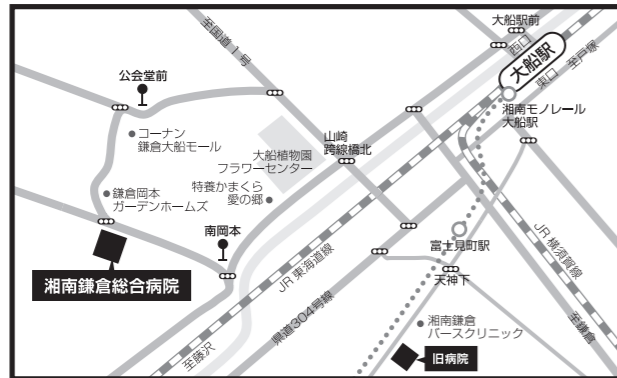 大船駅前
至国道1号
西口
大船駅
東口
至戸塚
公会堂前
湘南モノレール
大船駅
コーナン
鎌倉大船モール
山崎
跨線橋北
大船植物園
フラワーセンター
特養かまくら
愛の郷
鎌倉岡本
ガーデンホームズ
南岡本
富士見町駅
JR横須賀線
湘南鎌倉総合病院
JR東海道線
天神下
県道304号線
至鎌倉
湘南鎌倉
バースクリニック
至藤沢
旧病院